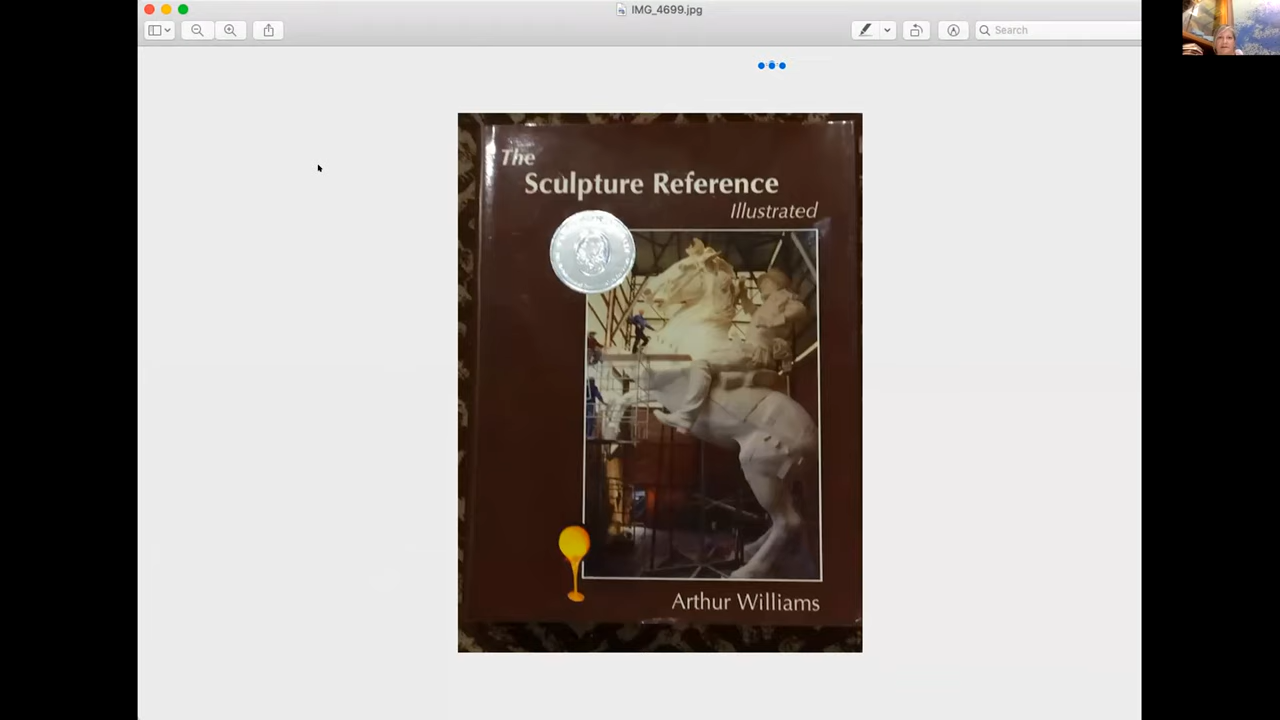 IMG_4699.jpg
Search
The
Sculpture Reference
Illustrated
Arthur Williams